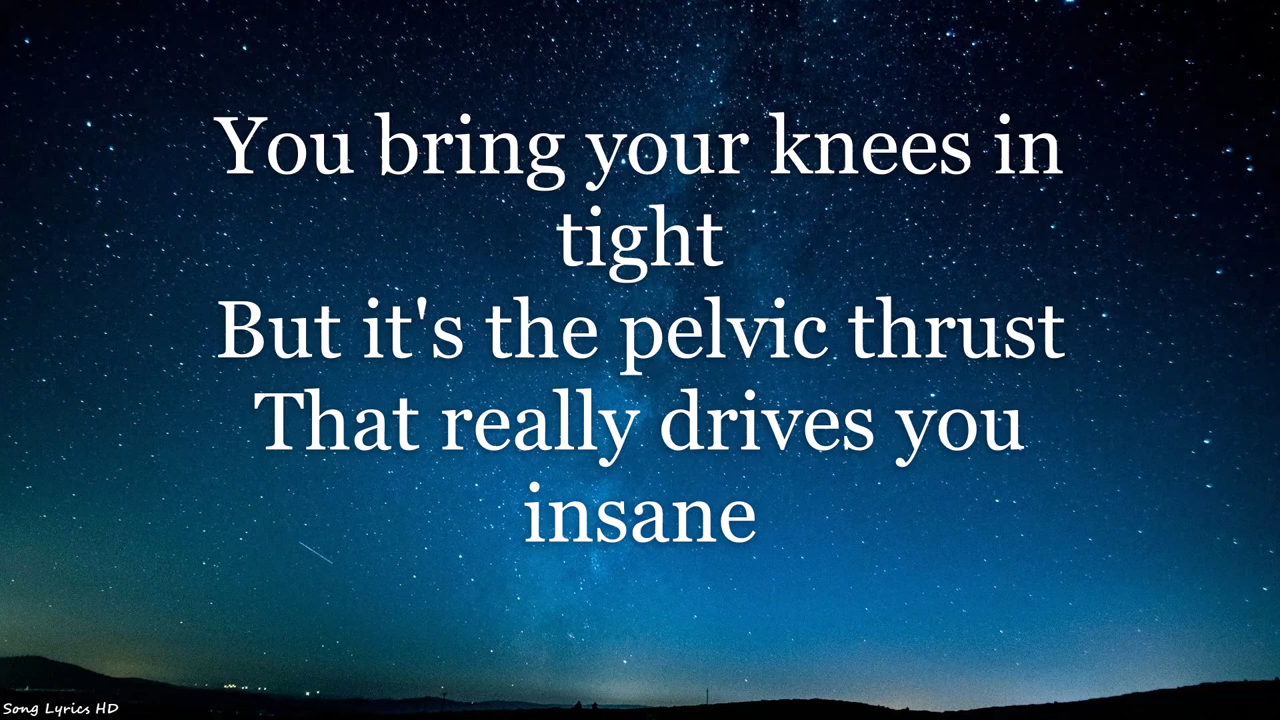 You bring your knees in
tight
But it's the pelvic thrust
That really drives you
insane
Song Lyrics HD